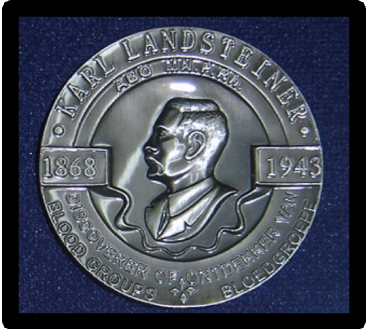 · KARL LANDSTEINER ·
ABO MN.P.Rh.
1868 1943
DISCOVERER OF
BLOOD GROUPS
ONTDEKKER VAN
BLOEDGROEPE